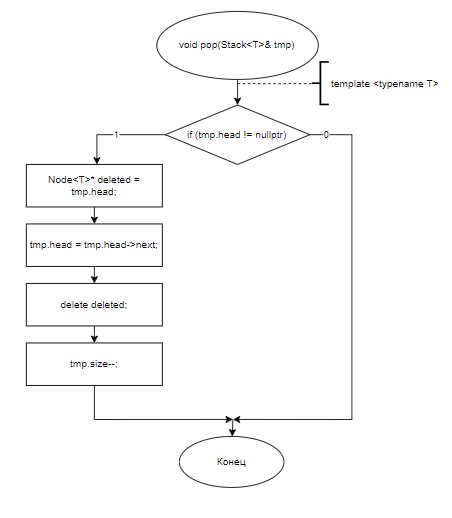 void pop(Stack<T>& tmp)
template <typename T>
if (tmp.head != nullptr)
1
0
Node<T>* deleted =
tmp.head;
tmp.head = tmp.head->next;
delete deleted;
tmp.size--;
Конец